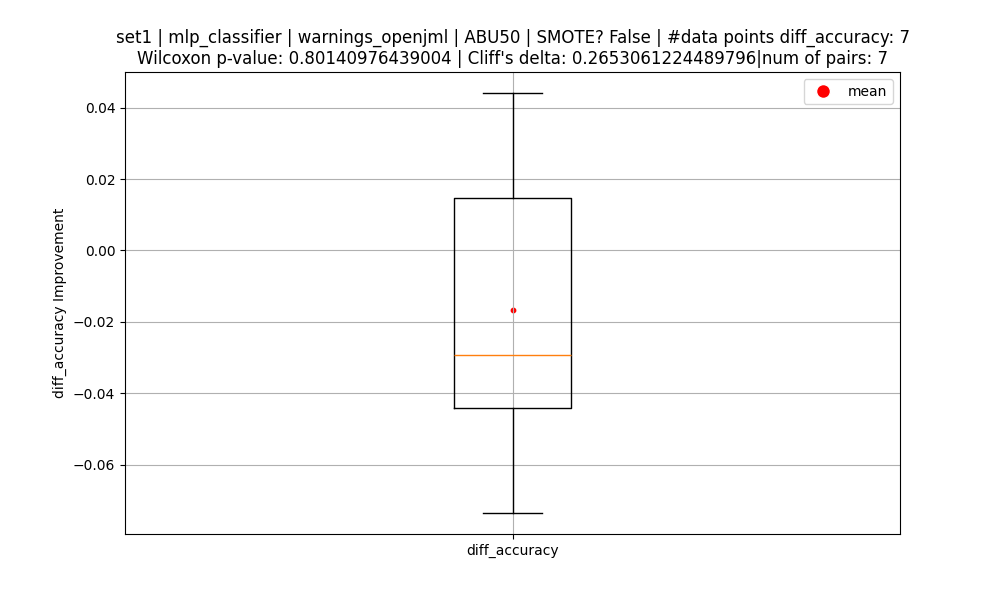 set1 | mlp_classifier | warnings_openjml | ABU50 | SMOTE? False | #data points diff_accuracy: 7
Wilcoxon p-value: 0.80140976439004 | Cliff's delta: 0.2653061224489796|num of pairs: 7
mean
0.04
0.02
0.00
−0.02
−0.04
−0.06
diff_accuracy Improvement
diff_accuracy